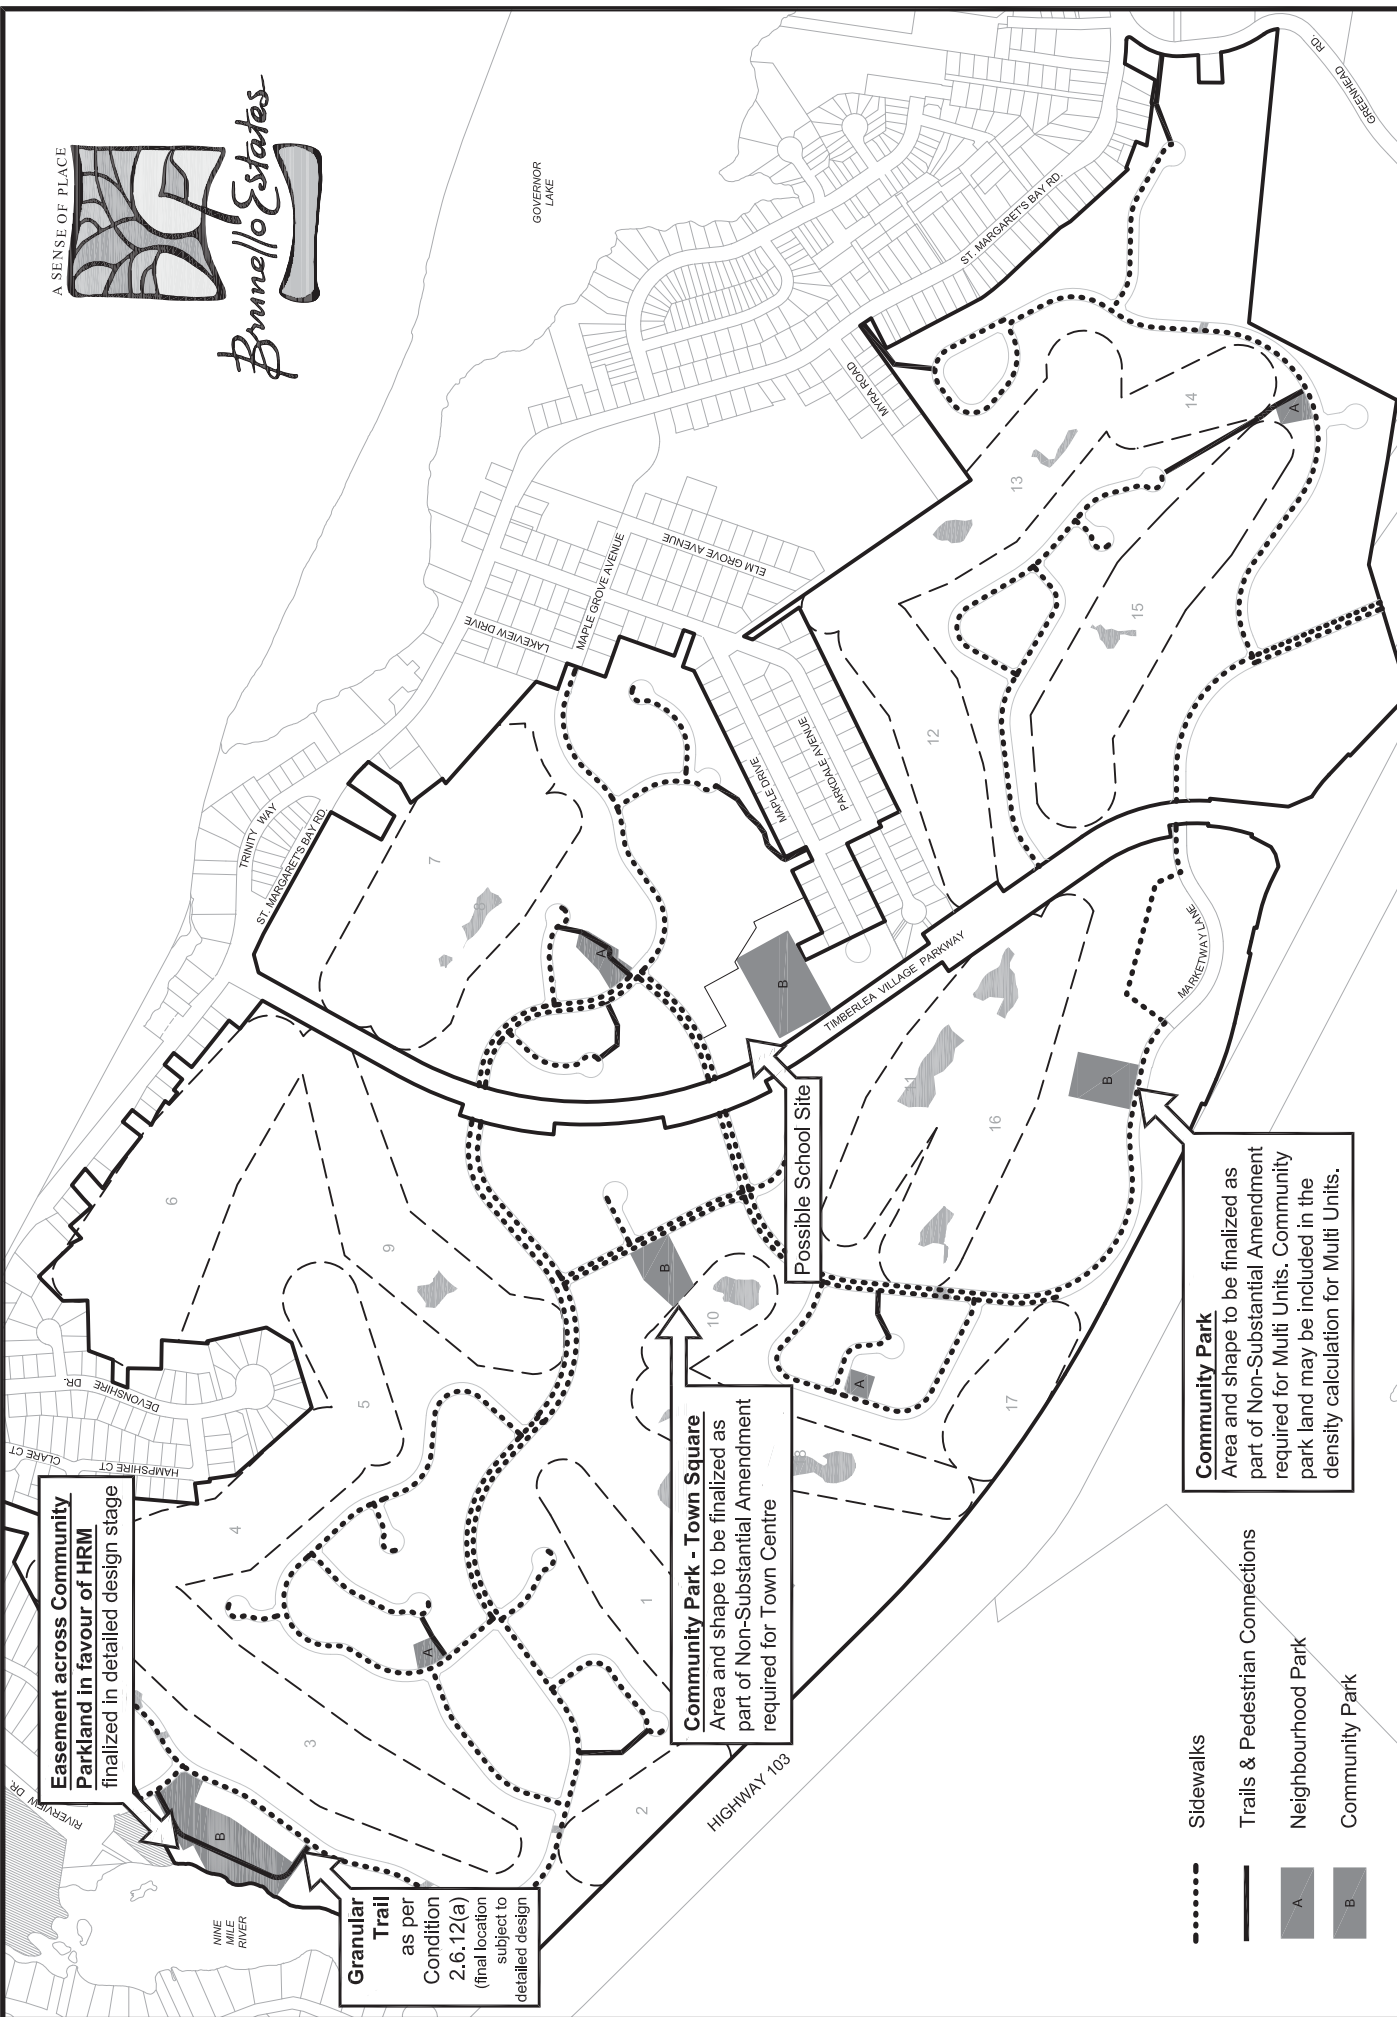 A SENSE OF PLACE
Brunello Estates
GOVERNOR
LAKE
GREENHEAD
RD.
ST. MARGARET'S BAY RD.
MYRA ROAD
ELM GROVE AVENUE
MAPLE GROVE AVENUE
LAKEVIEW DRIVE
MAPLE DRIVE
PARKDALE AVENUE
TRINITY WAY
ST. MARGARET'S BAY RD.
TIMBERLEA VILLAGE PARKWAY
MARKETWAY LANE
DEVONSHIRE DR.
CLARE CT
HAMPSHIRE CT
RIVERVIEW DR.
NINE
MILE
RIVER
HIGHWAY 103
1
2
3
4
5
6
7
8
9
10
11
12
13
14
15
16
17
18
A
A
A
A
B
B
B
B
Easement across Community
Parkland in favour of HRM
finalized in detailed design stage
Granular
Trail
as per
Condition
2.6.12(a)
(final location
subject to
detailed design
Community Park - Town Square
Area and shape to be finalized as
part of Non-Substantial Amendment
required for Town Centre
Possible School Site
Community Park
Area and shape to be finalized as
part of Non-Substantial Amendment
required for Multi Units. Community
park land may be included in the
density calculation for Multi Units.
Sidewalks
Trails & Pedestrian Connections
A
Neighbourhood Park
B
Community Park